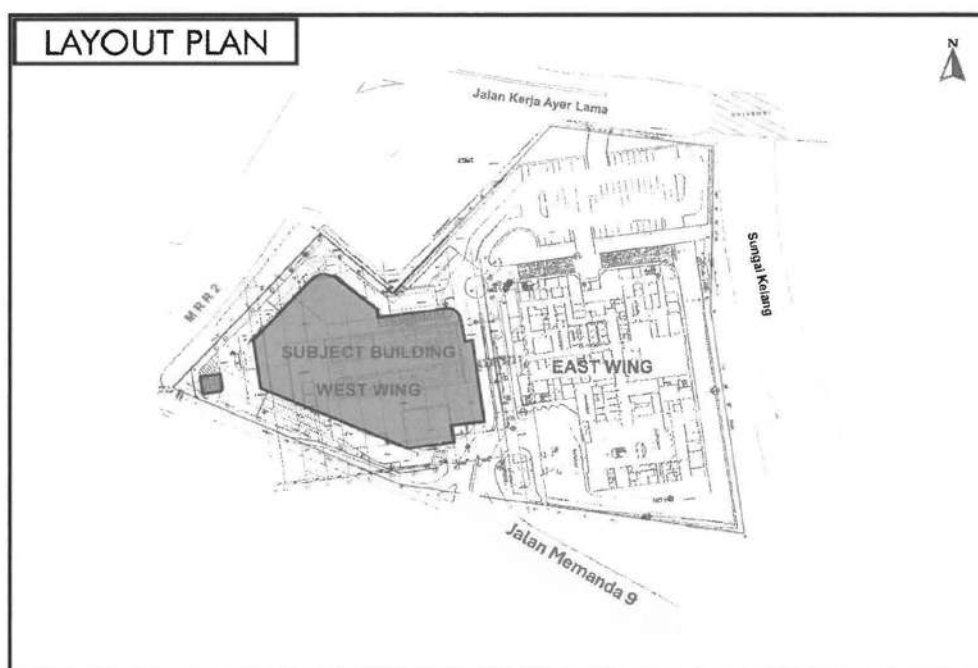 LAYOUT PLAN
N
Jalan Kerja Ayer Lama
Sungai Kelang
MRR 2
SUBJECT BUILDING
WEST WING
EAST WING
Jalan Memanda 9